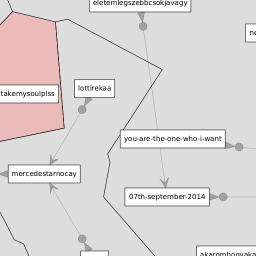 eletemlegszebbcsokjavagy
takemysoulplss
lottirekaa
you-are-the-one-who-i-want
mercedestarnocay
07th-september-2014